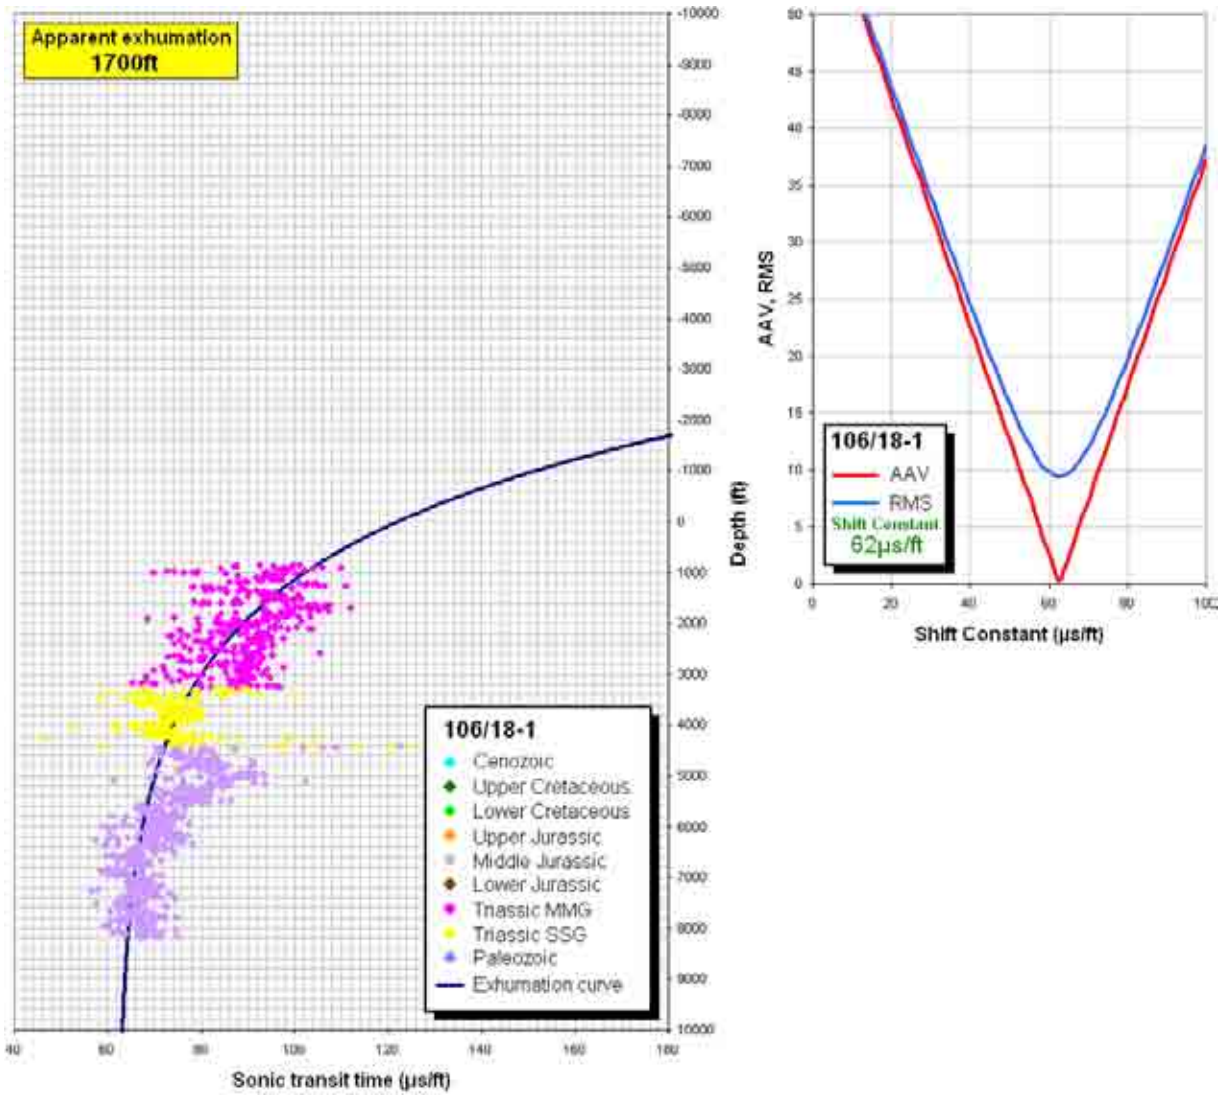 Apparent exhumation
1700ft
-10000
-9000
-8000
-7000
-6000
-5000
-4000
-3000
-2000
-1000
0
1000
2000
3000
4000
5000
6000
7000
8000
9000
10000
Depth (ft)
106/18-1
Cenozoic
Upper Cretaceous
Lower Cretaceous
Upper Jurassic
Middle Jurassic
Lower Jurassic
Triassic MMG
Triassic SSG
Paleozoic
Exhumation curve
40 60 80 100 120 140 160 180
Sonic transit time (µs/ft)
50
45
40
35
30
25
20
15
10
5
0
AAV, RMS
106/18-1
AAV
RMS
Shift Constant
62µs/ft
0 20 40 60 80 100
Shift Constant (µs/ft)